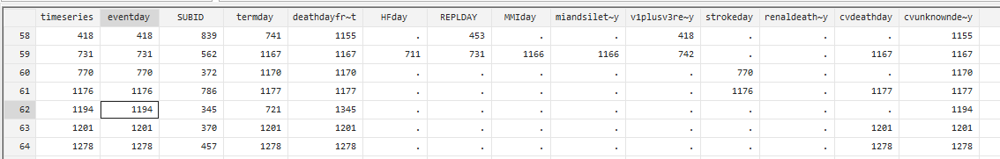 timeseries eventday SUBID termday deathdayfr~t HFday REPLDAY MMIday miandsilet~y v1plusv3re~y strokeday renaldeath~y cvdeathday cvunknownde~y
58 418 418 839 741 1155 . 453 . . 418 . . . 1155
59 731 731 562 1167 1167 711 731 1166 1166 742 . . 1167 1167
60 770 770 372 1170 1170 . . . . . 770 . . 1170
61 1176 1176 786 1177 1177 . . . . . 1176 . 1177 1177
62 1194 1194 345 721 1345 . . . . . . . . 1194
63 1201 1201 370 1201 1201 . . . . . . . 1201 1201
64 1278 1278 457 1278 1278 . . . . . . . 1278 1278